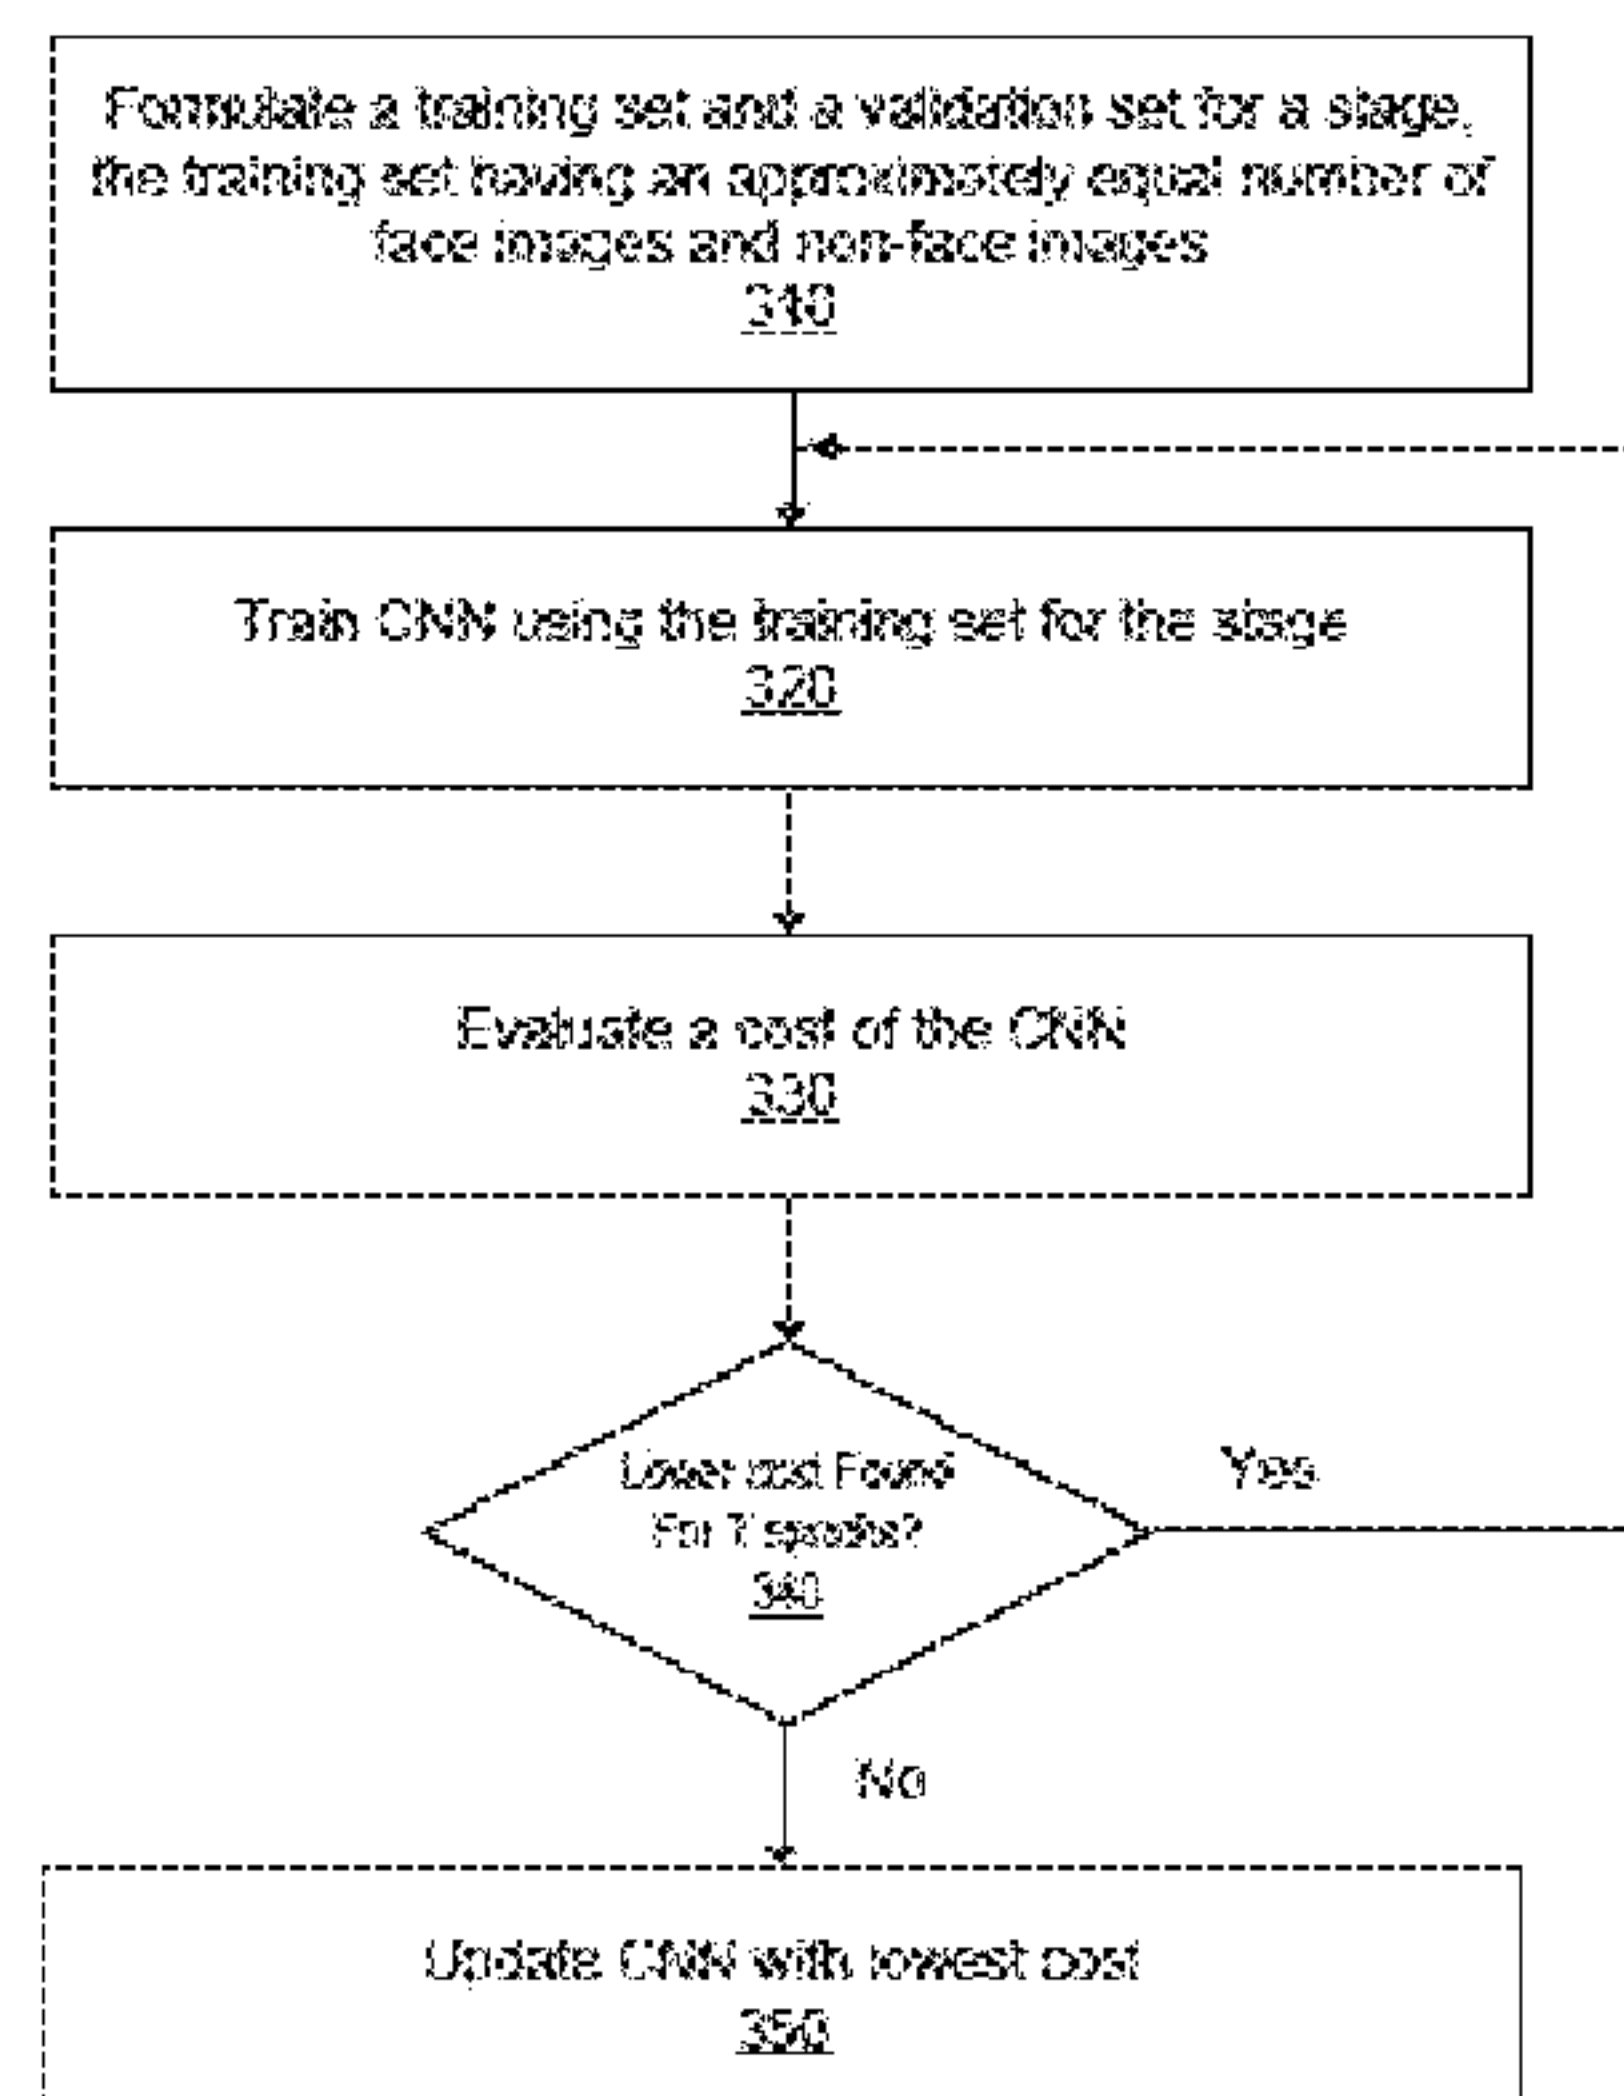 Formulate a training set and a validation set for a stage,
the training set having an approximately equal number of
face images and non-face images
310
Train CNN using the training set for the stage
320
Evaluate a cost of the CNN
330
Lower cost Found
For T epochs?
340
Yes
No
Update CNN with lowest cost
350